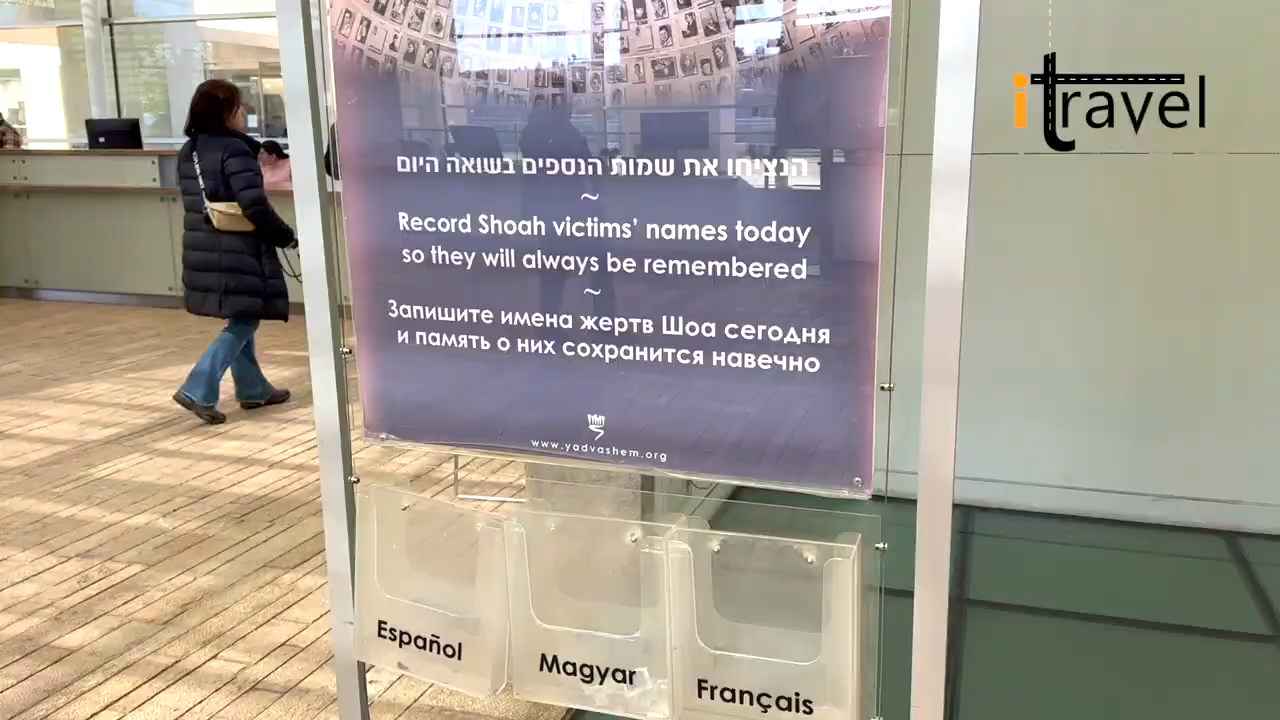 itravel
הנציחו את שמות הנספים בשואה היום
~
Record Shoah victims’ names today
so they will always be remembered
~
Запишите имена жертв Шоа сегодня
и память о них сохранится навечно
www.yadvashem.org
Español
Magyar
Français